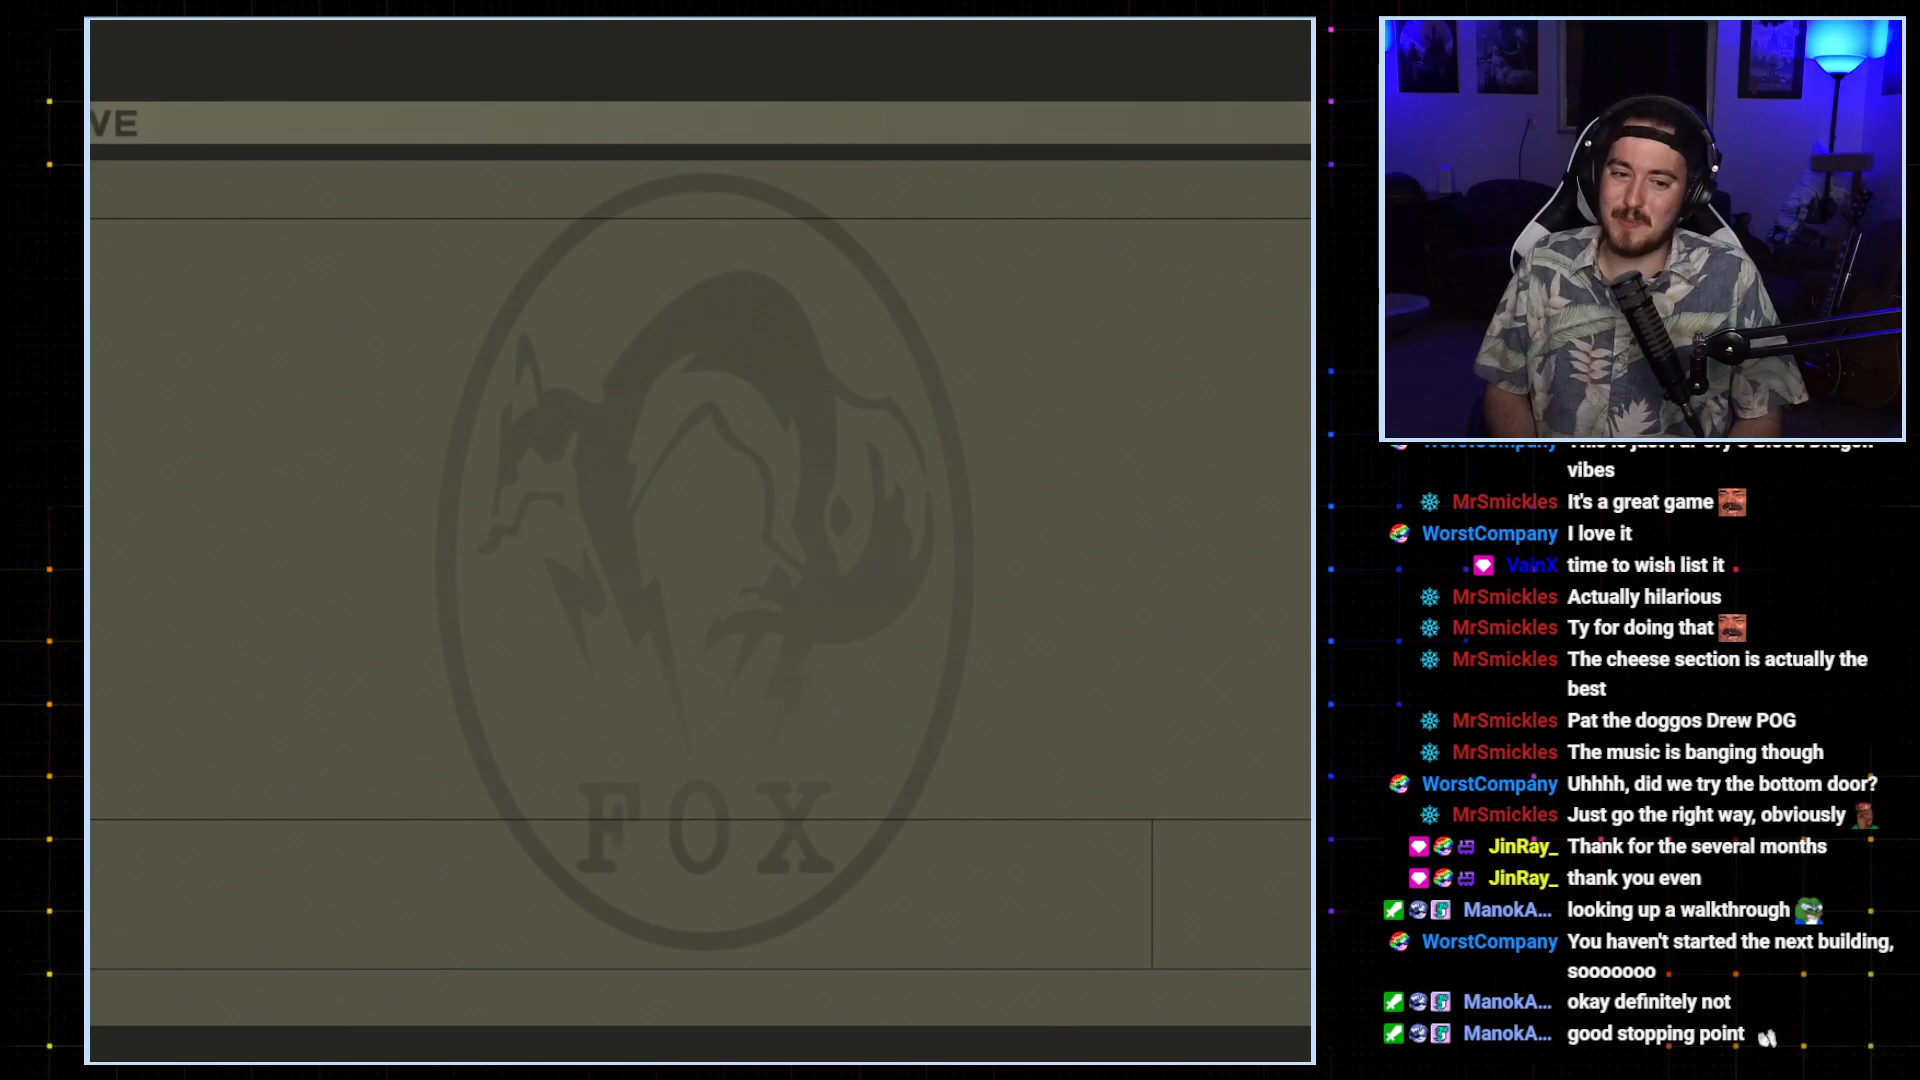 VE
FOX
vibes
MrSmickles It's a great game
WorstCompany I love it
VainX time to wish list it
MrSmickles Actually hilarious
MrSmickles Ty for doing that
MrSmickles The cheese section is actually the
best
MrSmickles Pat the doggos Drew POG
MrSmickles The music is banging though
WorstCompany Uhhhh, did we try the bottom door?
MrSmickles Just go the right way, obviously
JinRay_ Thank for the several months
JinRay_ thank you even
ManokA... looking up a walkthrough
WorstCompany You haven't started the next building,
sooooooo
ManokA... okay definitely not
ManokA... good stopping point